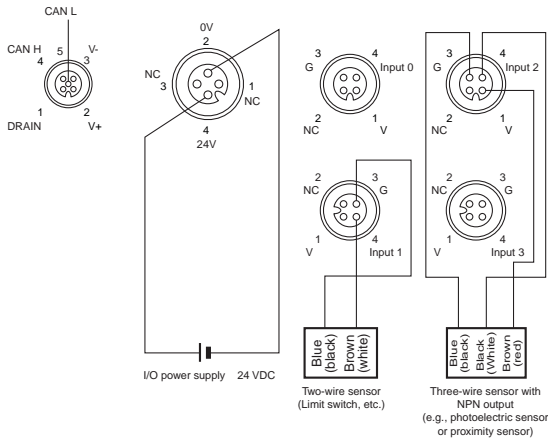 CAN L
CAN H
4
5
V-
3
1
DRAIN
2
V+
0V
2
NC
3
1
NC
4
24V
I/O power supply 24 VDC
3
G
4
Input 0
2
NC
1
V
2
NC
3
G
1
V
4
Input 1
Blue
(black)
Brown
(white)
Two-wire sensor
(Limit switch, etc.)
3
G
4
Input 2
2
NC
1
V
2
NC
3
G
1
V
4
Input 3
Blue
(black)
Black
(White)
Brown
(red)
Three-wire sensor with
NPN output
(e.g., photoelectric sensor
or proximity sensor)